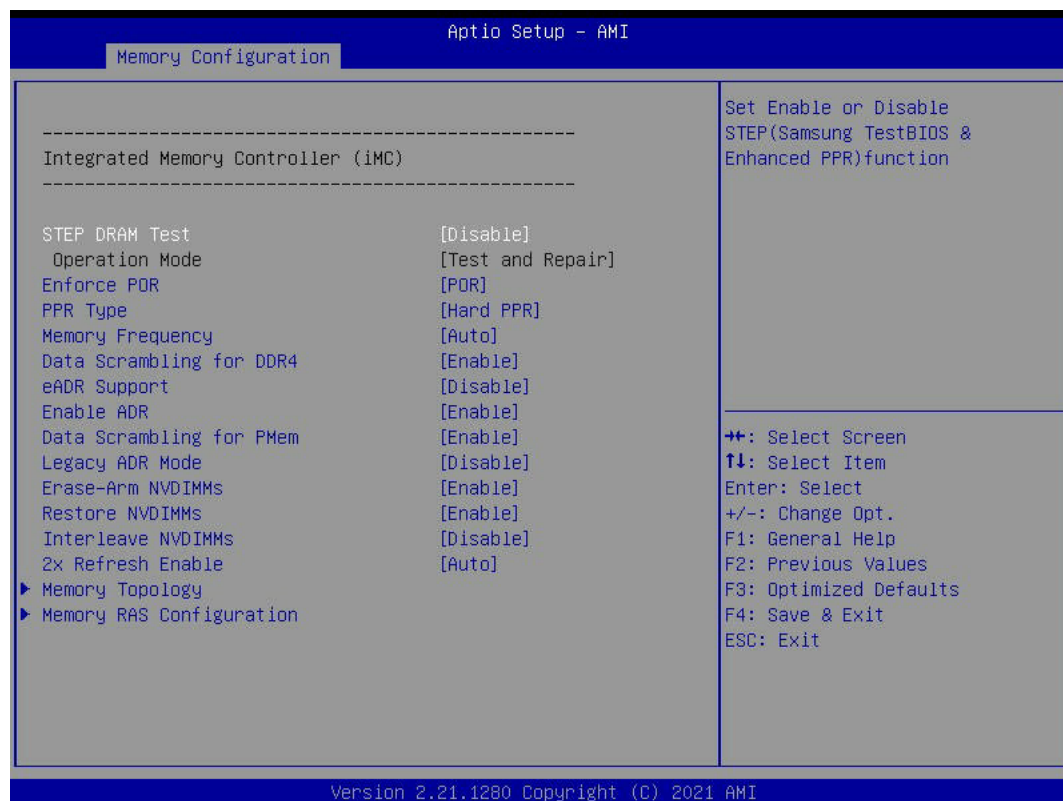 Aptio Setup – AMI
Memory Configuration
--------------------------------------------------
Integrated Memory Controller (iMC)
--------------------------------------------------
STEP DRAM Test [Disable]
Operation Mode [Test and Repair]
Enforce POR [POR]
PPR Type [Hard PPR]
Memory Frequency [Auto]
Data Scrambling for DDR4 [Enable]
eADR Support [Disable]
Enable ADR [Enable]
Data Scrambling for PMem [Enable]
Legacy ADR Mode [Disable]
Erase-Arm NVDIMMs [Enable]
Restore NVDIMMs [Enable]
Interleave NVDIMMs [Disable]
2x Refresh Enable [Auto]
Memory Topology
Memory RAS Configuration
Set Enable or Disable
STEP(Samsung TestBIOS &
Enhanced PPR)function
→←: Select Screen
↑↓: Select Item
Enter: Select
+/-: Change Opt.
F1: General Help
F2: Previous Values
F3: Optimized Defaults
F4: Save & Exit
ESC: Exit
Version 2.21.1280 Copyright (C) 2021 AMI